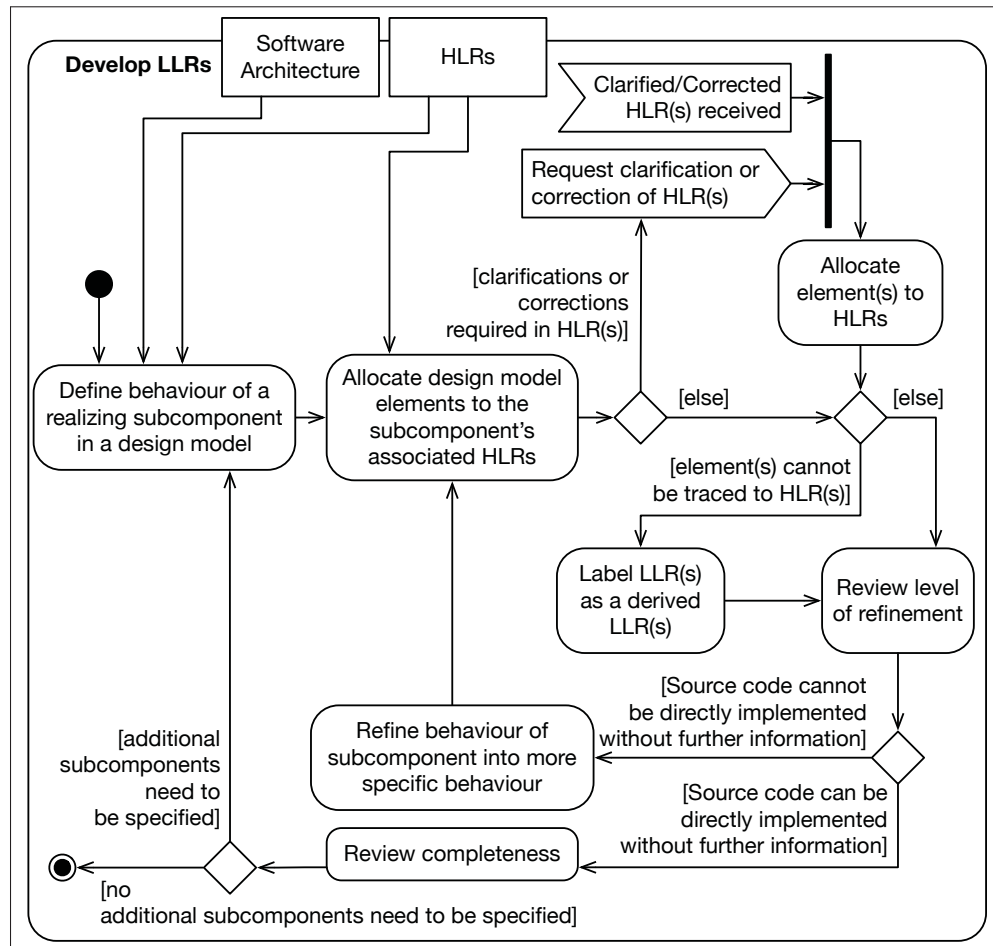 Develop LLRs
Software
Architecture
HLRs
Clarified/Corrected
HLR(s) received
Request clarification or
correction of HLR(s)
[clarifications or
corrections
required in HLR(s)]
Allocate
element(s) to
HLRs
Define behaviour of a
realizing subcomponent
in a design model
Allocate design model
elements to the
subcomponent's
associated HLRs
[else]
[else]
[element(s) cannot
be traced to HLR(s)]
Label LLR(s)
as a derived
LLR(s)
Review level
of refinement
[Source code cannot
be directly implemented
without further information]
Refine behaviour of
subcomponent into more
specific behaviour
[additional
subcomponents
need to
be specified]
[Source code can be
directly implemented
without further information]
Review completeness
[no
additional subcomponents need to be specified]